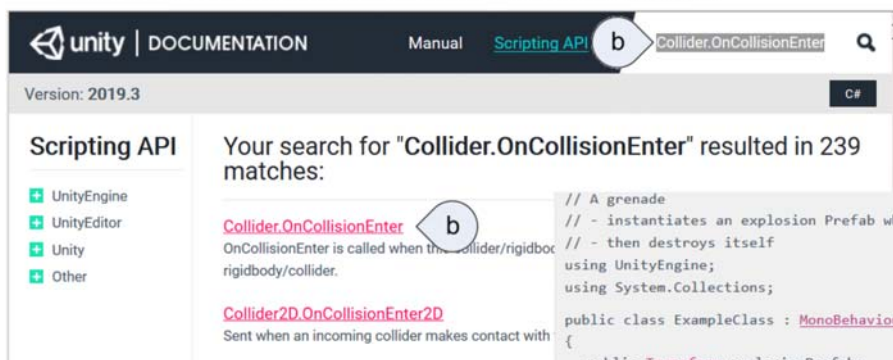 unity | DOCUMENTATION Manual Scripting API b Collider.OnCollisionEnter
Version: 2019.3 C#
Scripting API
UnityEngine
UnityEditor
Unity
Other
Your search for "Collider.OnCollisionEnter" resulted in 239
matches:
Collider.OnCollisionEnter b
OnCollisionEnter is called when collider/rigidbod
rigidbody/collider.
Collider2D.OnCollisionEnter2D
Sent when an incoming collider makes contact with
// A grenade
// - instantiates an explosion Prefab w
// - then destroys itself
using UnityEngine;
using System.Collections;
public class ExampleClass : MonoBehavio
{